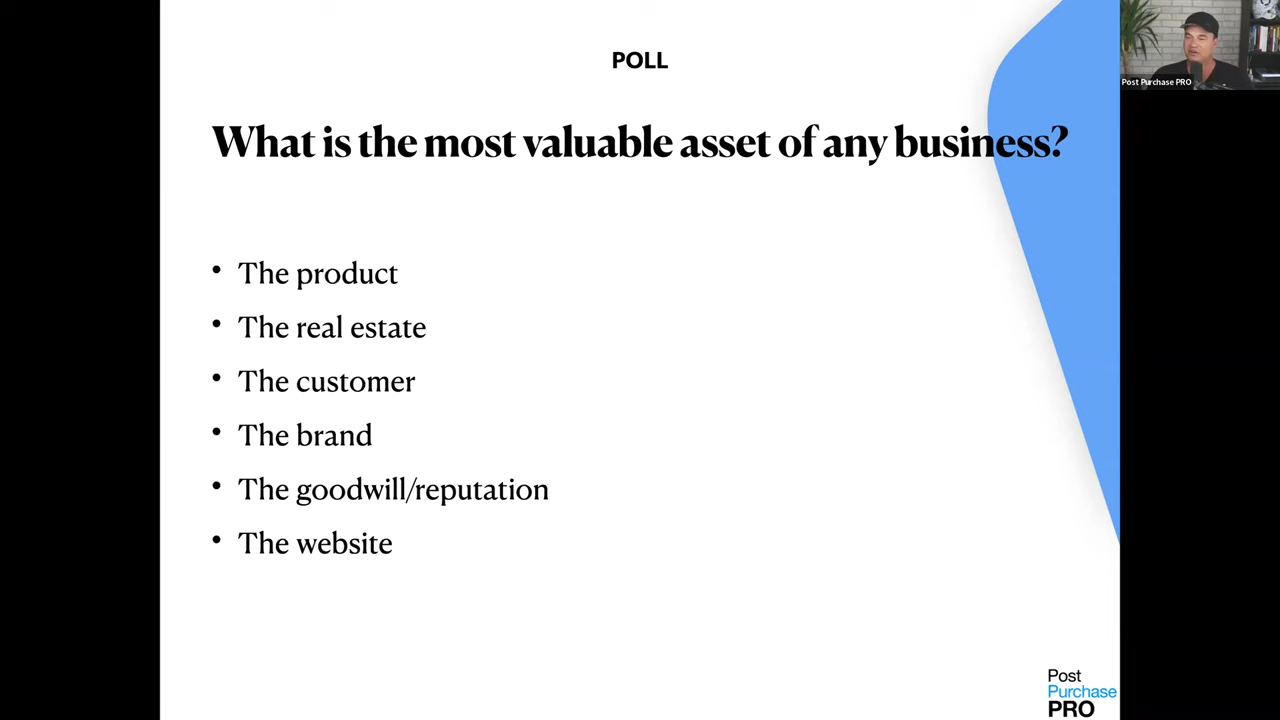 POLL
Post Purchase PRO
What is the most valuable asset of any business?
• The product
• The real estate
• The customer
• The brand
• The goodwill/reputation
• The website
Post
Purchase
PRO